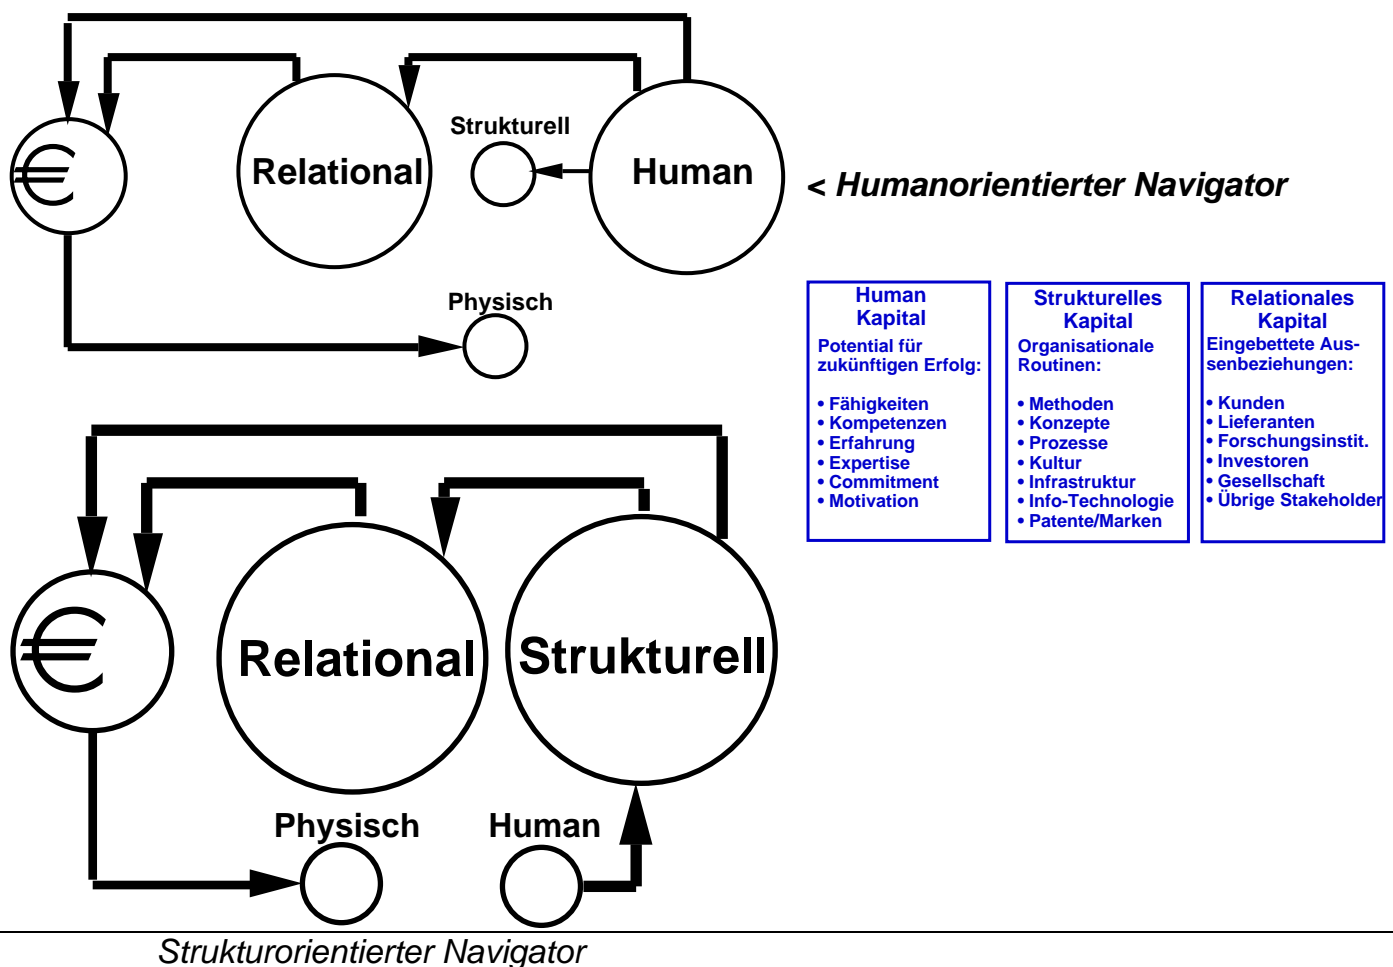 Strukturell
€
Relational
Human
< Humanorientierter Navigator
Physisch
Human
Kapital
Potential für
zukünftigen Erfolg:
• Fähigkeiten
• Kompetenzen
• Erfahrung
• Expertise
• Commitment
• Motivation
Strukturelles
Kapital
Organisationale
Routinen:
• Methoden
• Konzepte
• Prozesse
• Kultur
• Infrastruktur
• Info-Technologie
• Patente/Marken
Relationales
Kapital
Eingebettete Aus-
senbeziehungen:
• Kunden
• Lieferanten
• Forschungsinstit.
• Investoren
• Gesellschaft
• Übrige Stakeholder
€
Relational
Strukturell
Physisch
Human
Strukturorientierter Navigator